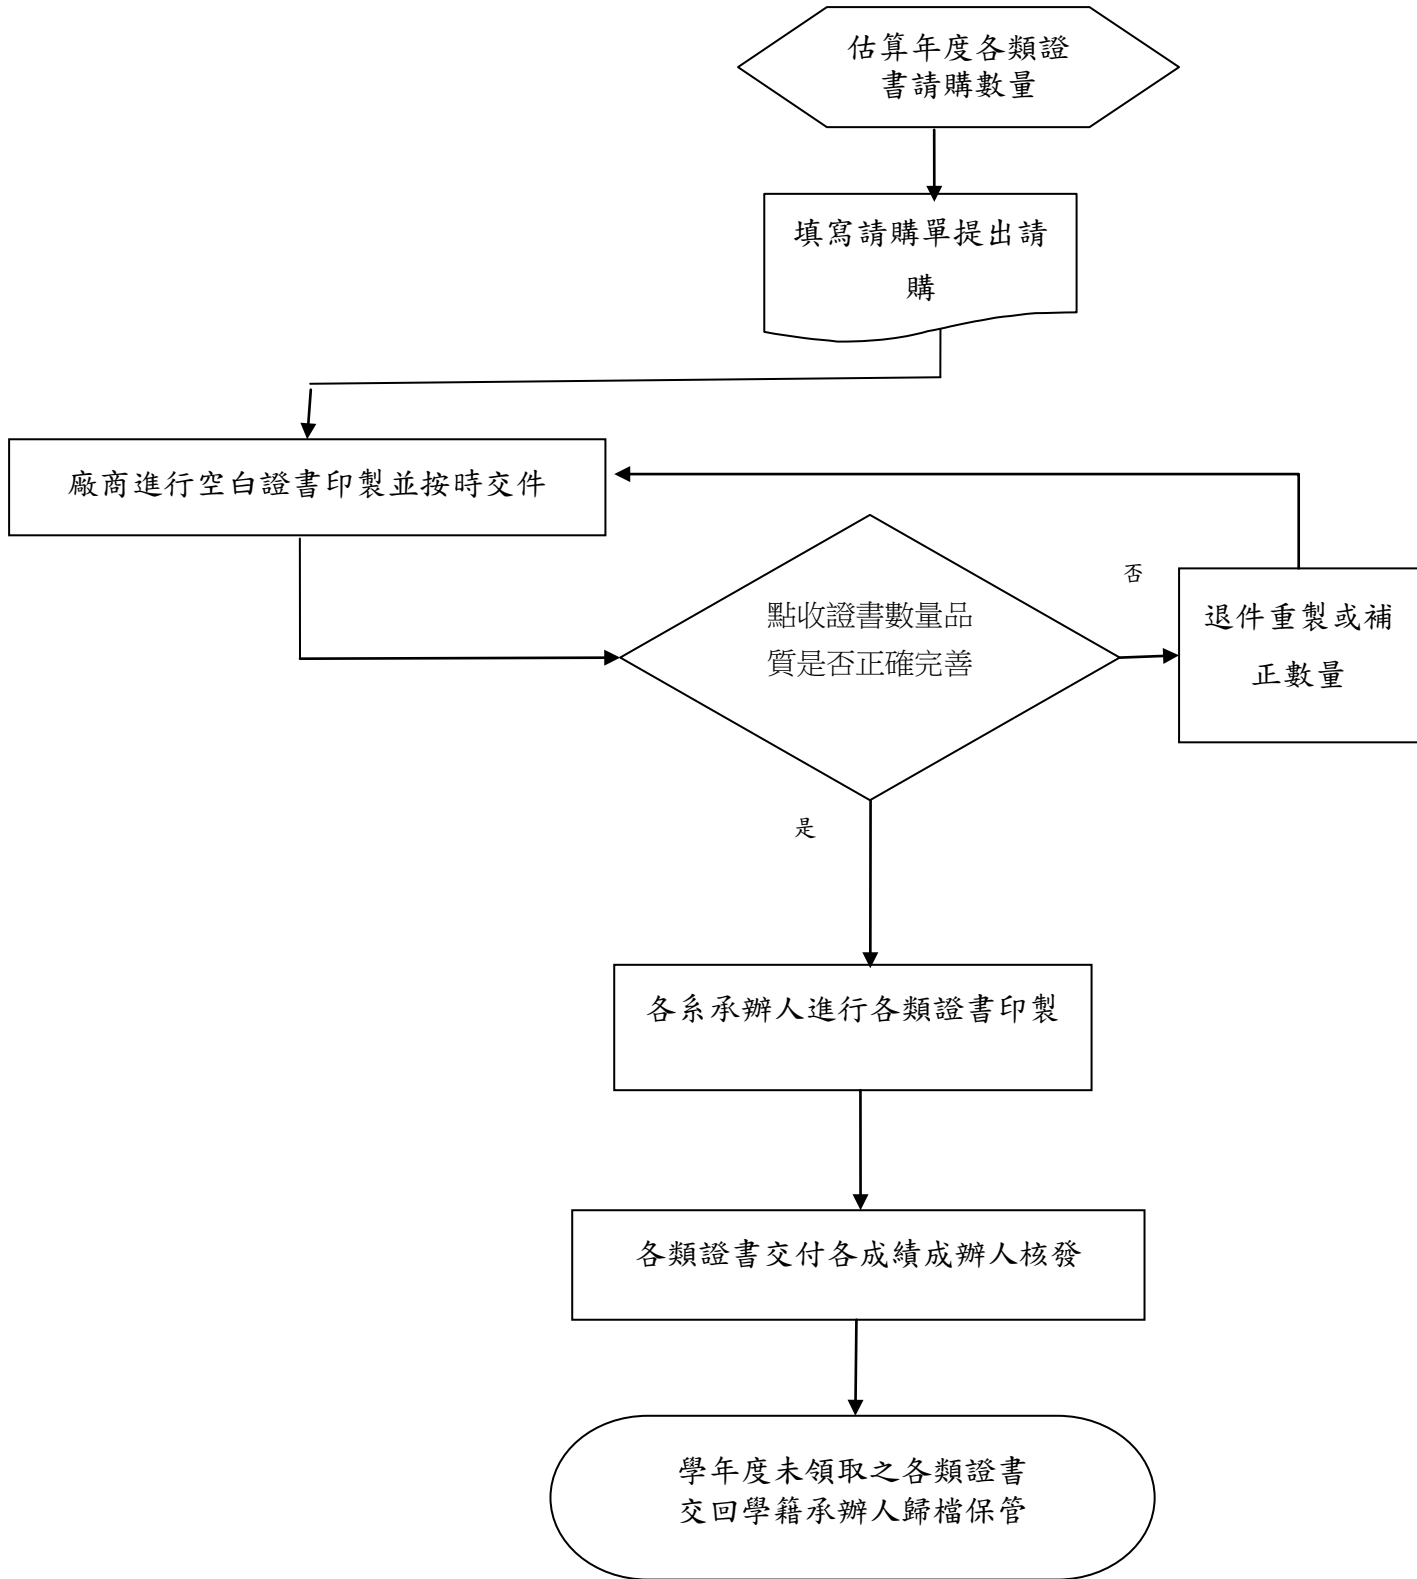 估算年度各類證
書請購數量
填寫請購單提出請
購
廠商進行空白證書印製並按時交件
點收證書數量品
質是否正確完善
否
退件重製或補
正數量
是
各系承辦人進行各類證書印製
各類證書交付各成績成辦人核發
學年度未領取之各類證書
交回學籍承辦人歸檔保管